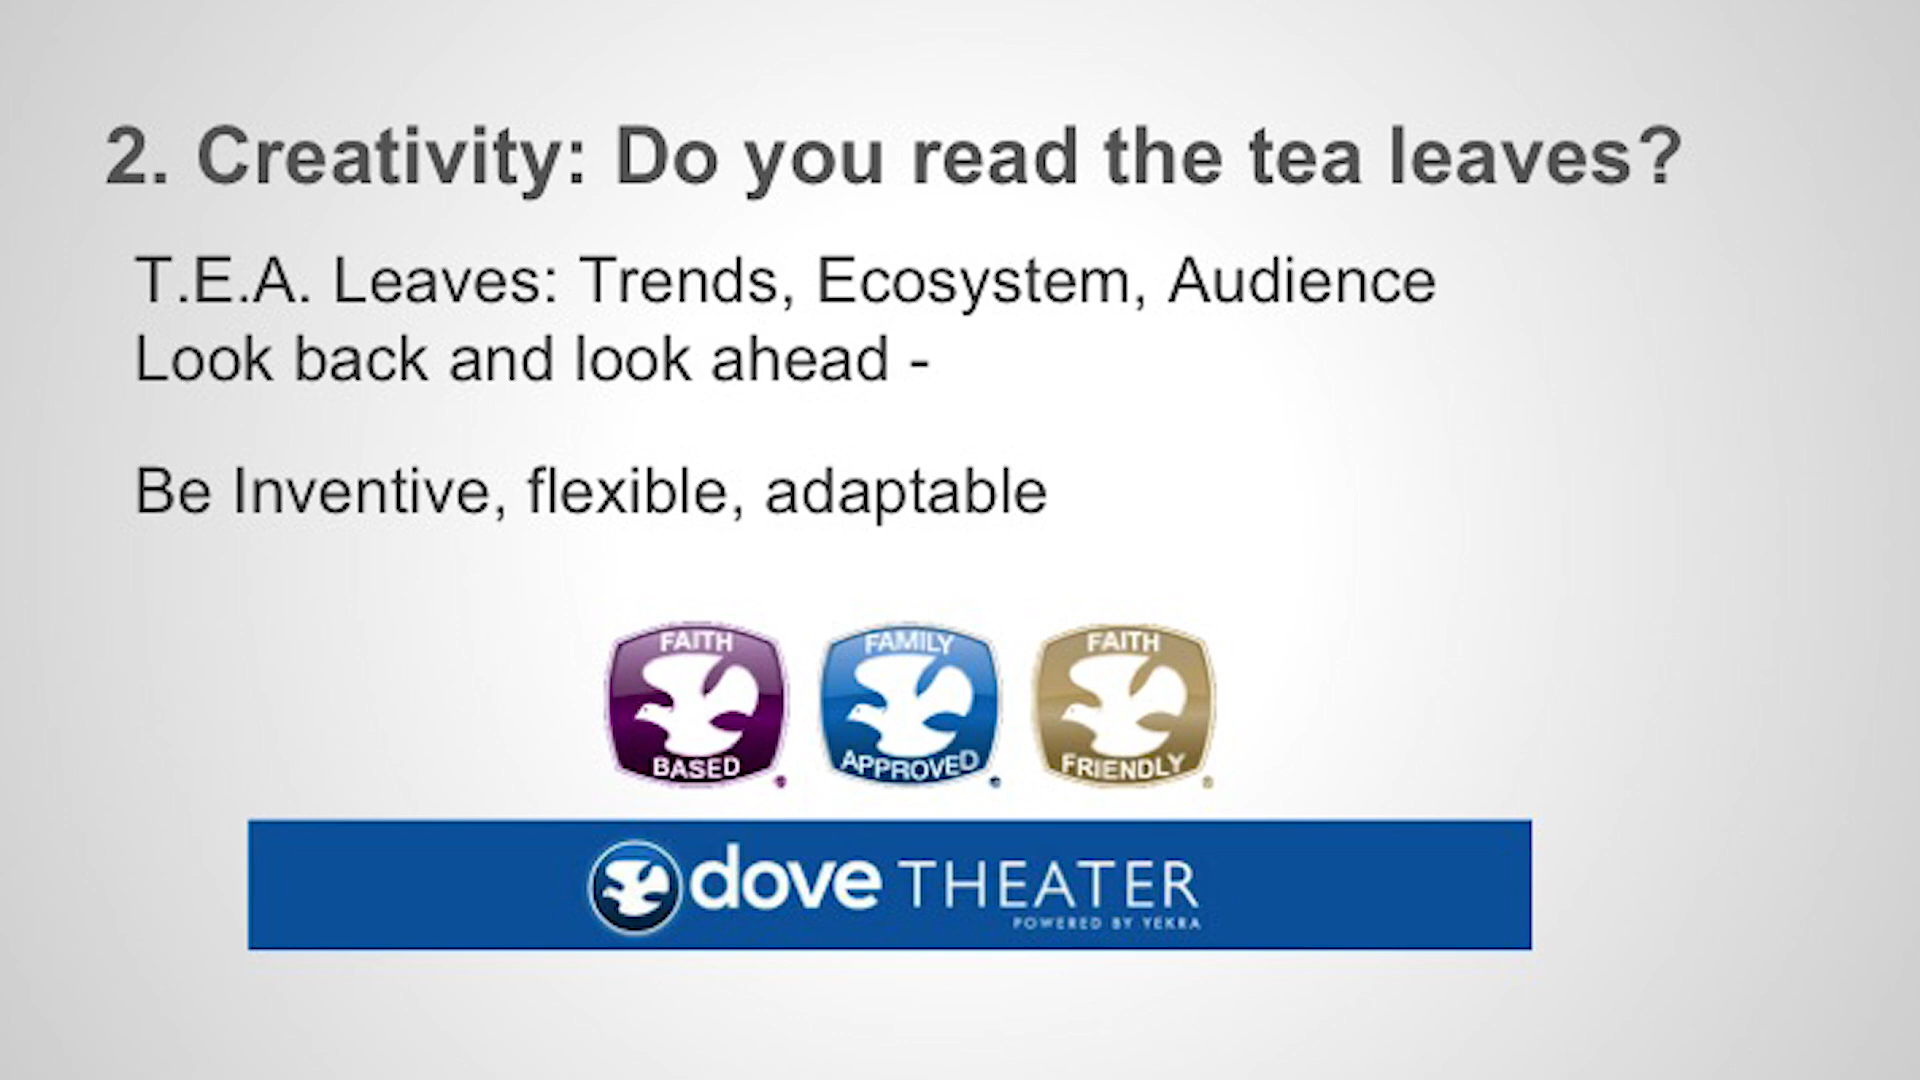 2. Creativity: Do you read the tea leaves?
T.E.A. Leaves: Trends, Ecosystem, Audience
Look back and look ahead -
Be Inventive, flexible, adaptable
FAITH
BASED
FAMILY
APPROVED
FAITH
FRIENDLY
dove THEATER
POWERED BY YEKRA